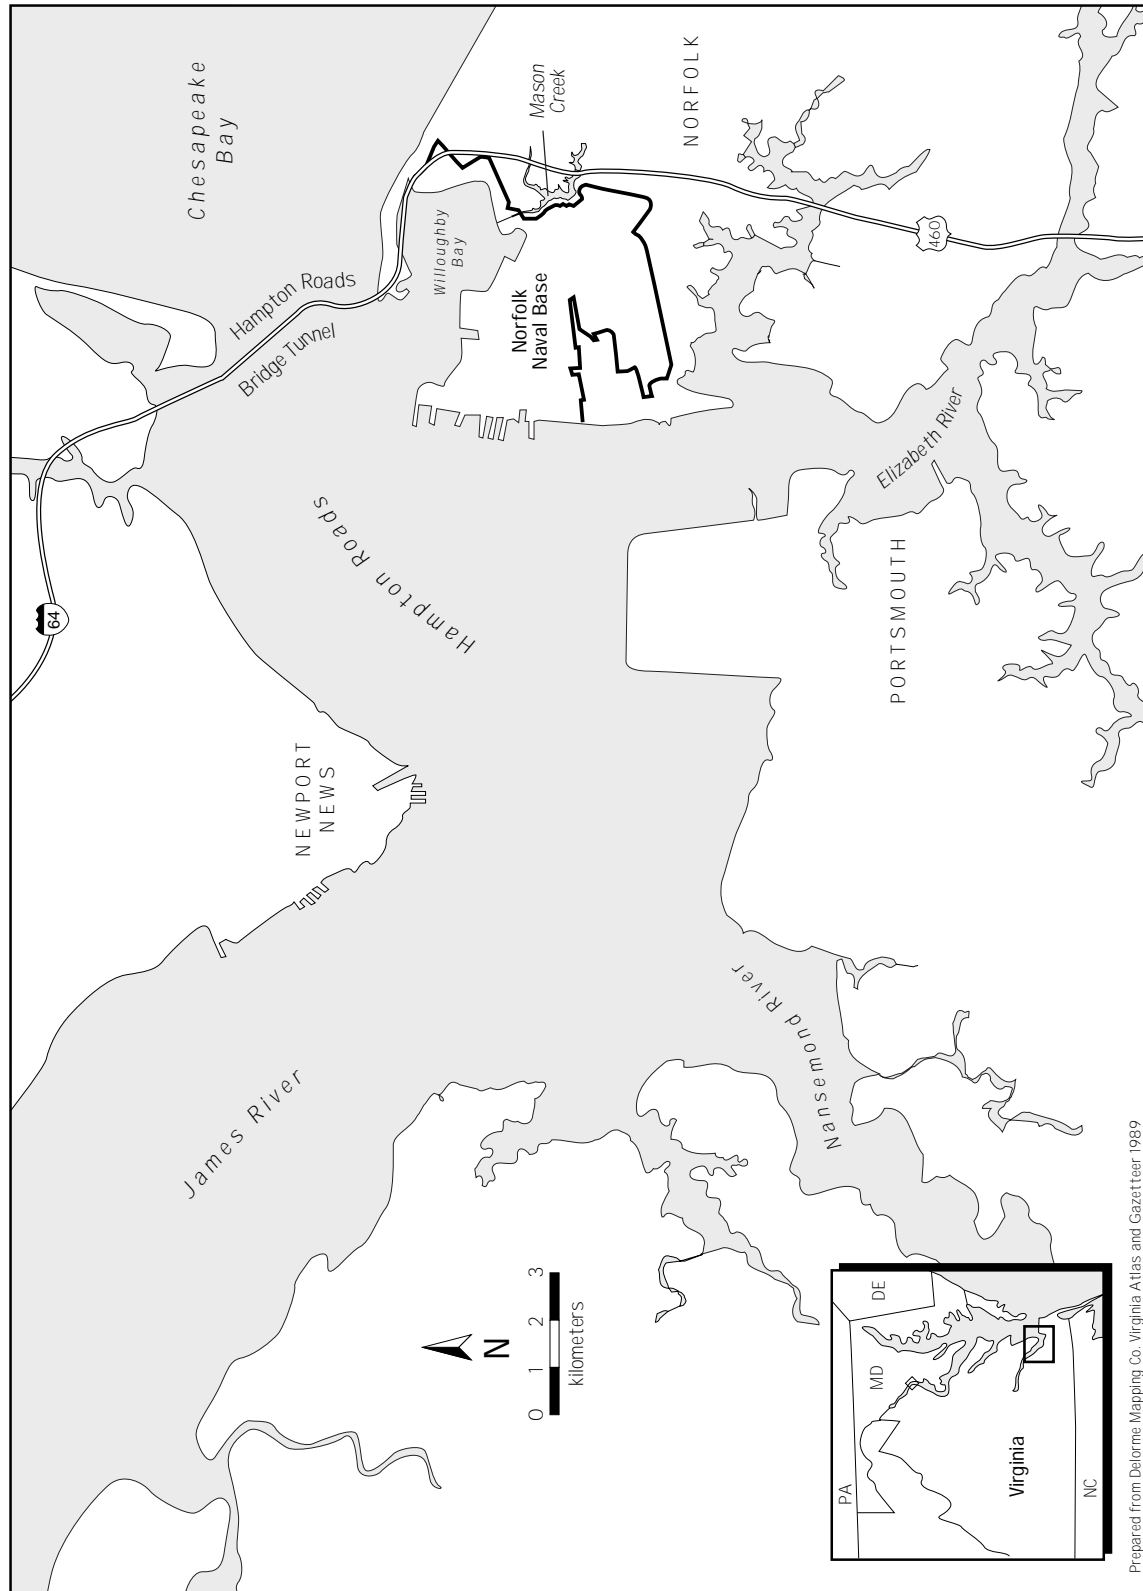 Chesapeake
Bay
Hampton Roads
Bridge Tunnel
Willoughby
Bay
Mason
Creek
NORFOLK
Norfolk
Naval Base
460
64
Hampton Roads
Elizabeth River
PORTSMOUTH
NEWPORT
NEWS
James River
Nansemond River
N
0 1 2 3
kilometers
PA
MD
DE
Virginia
NC
Prepared from Delorme Mapping Co. Virginia Atlas and Gazetteer 1989